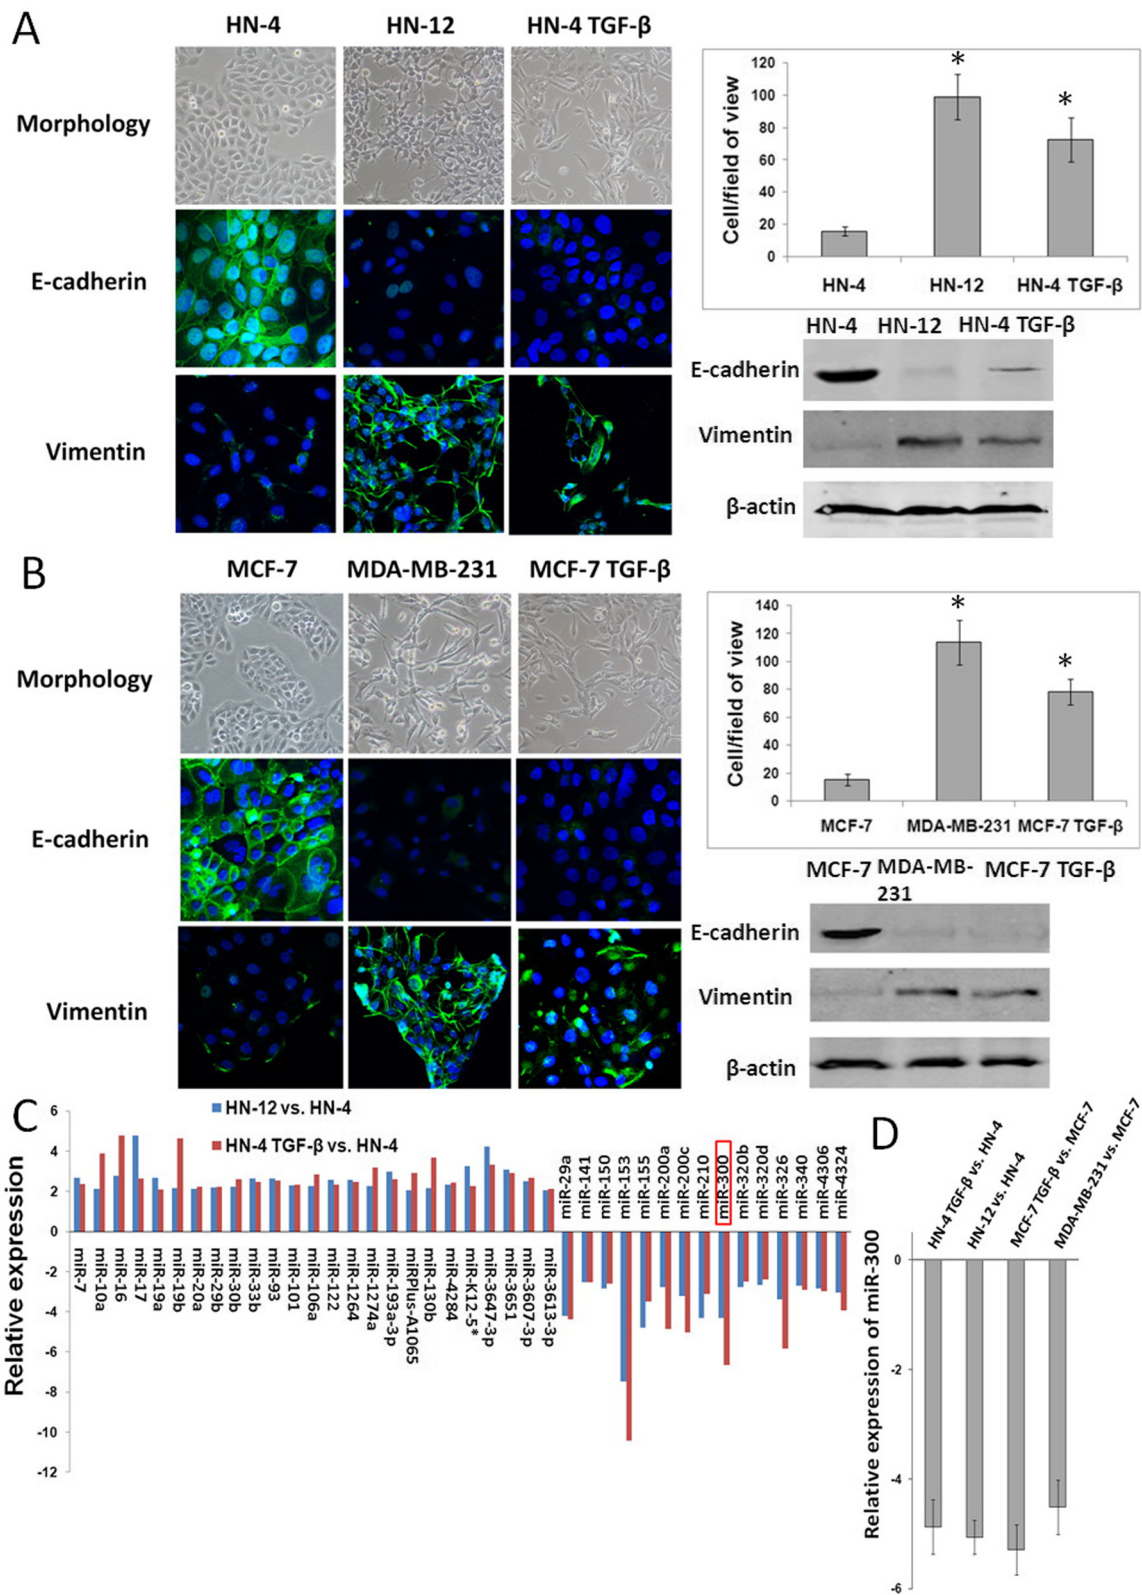 A
HN-4
HN-12
HN-4 TGF-β
Morphology
E-cadherin
Vimentin
Cell/field of view
120
100
80
60
40
20
0
HN-4
HN-12
HN-4 TGF-β
HN-4
HN-12
HN-4 TGF-β
E-cadherin
Vimentin
β-actin
*
*
B
MCF-7
MDA-MB-231
MCF-7 TGF-β
Morphology
E-cadherin
Vimentin
Cell/field of view
140
120
100
80
60
40
20
0
*
*
MCF-7
MDA-MB-231
MCF-7 TGF-β
MCF-7
MDA-MB-
231
MCF-7 TGF-β
E-cadherin
Vimentin
β-actin
C
HN-12 vs. HN-4
HN-4 TGF-β vs. HN-4
Relative expression
6
4
2
0
-2
-4
-6
-8
-10
-12
miR-7
miR-10a
miR-16
miR-17
miR-19a
miR-19b
miR-20a
miR-29b
miR-30b
miR-33b
miR-93
miR-101
miR-106a
miR-122
miR-1264
miR-1274a
miR-193a-3p
miRPlus-A1065
miR-130b
miR-4284
miR-K12-5*
miR-3647-3p
miR-3651
miR-3607-3p
miR-3613-3p
miR-29a
miR-141
miR-150
miR-153
miR-155
miR-200a
miR-200c
miR-210
miR-300
miR-320b
miR-320d
miR-326
miR-340
miR-4306
miR-4324
D
HN-4 TGF-β vs. HN-4
HN-12 vs. HN-4
MCF-7 TGF-β vs. MCF-7
MDA-MB-231 vs. MCF-7
Relative expression of miR-300
0
-2
-4
-6